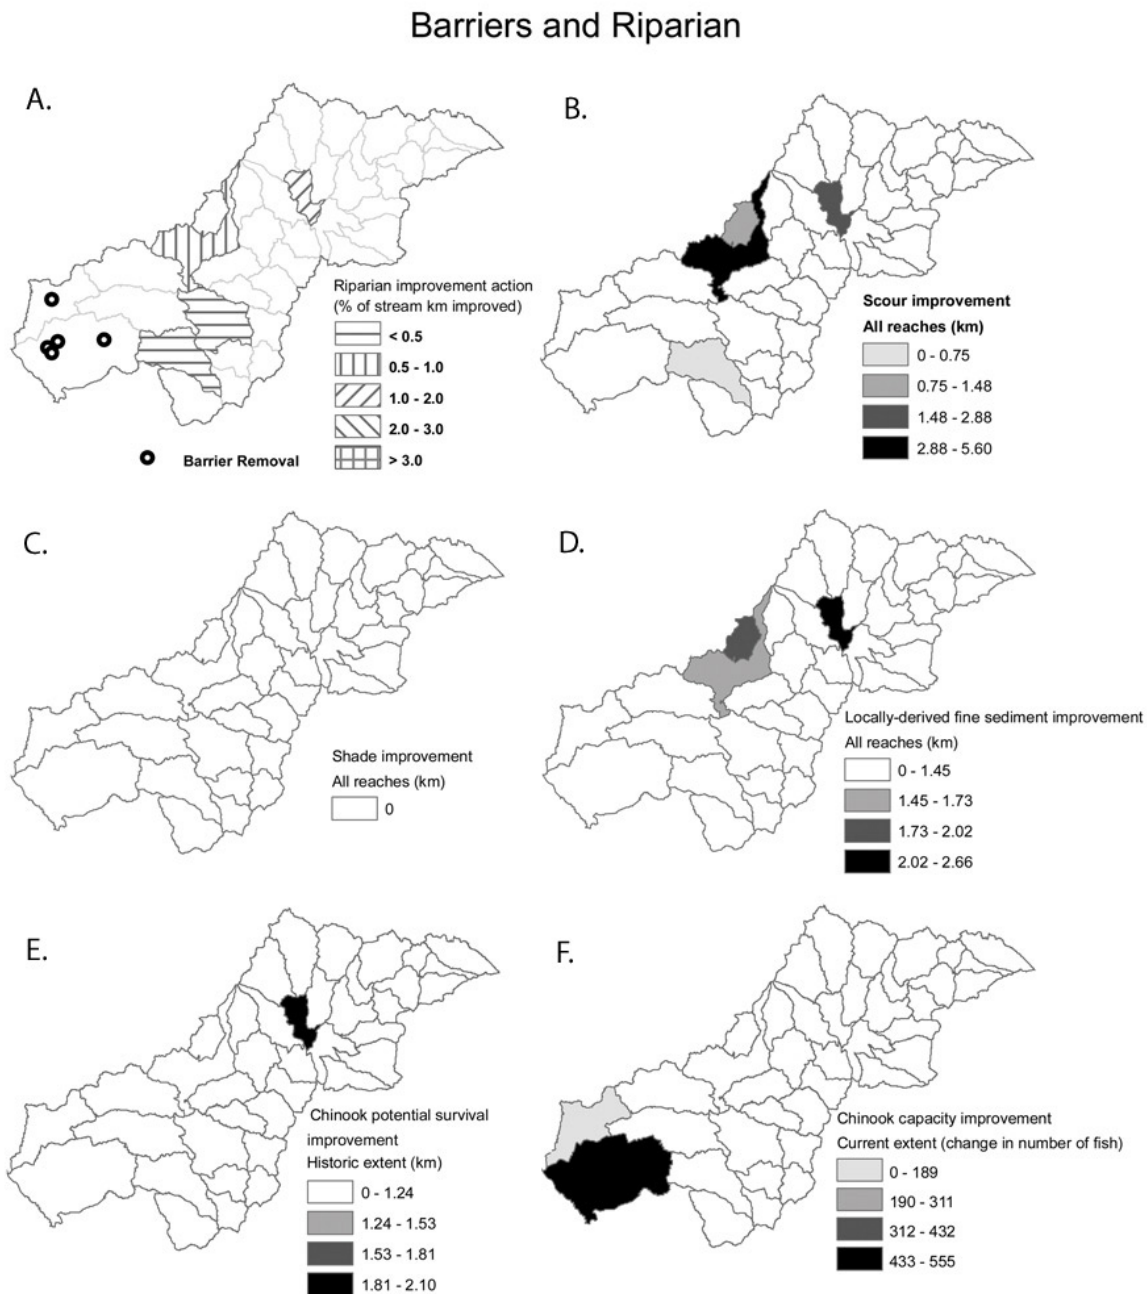 Barriers and Riparian
A.
Riparian improvement action
(% of stream km improved)
< 0.5
0.5 - 1.0
1.0 - 2.0
2.0 - 3.0
> 3.0
Barrier Removal
B.
Scour improvement
All reaches (km)
0 - 0.75
0.75 - 1.48
1.48 - 2.88
2.88 - 5.60
C.
Shade improvement
All reaches (km)
0
D.
Locally-derived fine sediment improvement
All reaches (km)
0 - 1.45
1.45 - 1.73
1.73 - 2.02
2.02 - 2.66
E.
Chinook potential survival
improvement
Historic extent (km)
0 - 1.24
1.24 - 1.53
1.53 - 1.81
1.81 - 2.10
F.
Chinook capacity improvement
Current extent (change in number of fish)
0 - 189
190 - 311
312 - 432
433 - 555